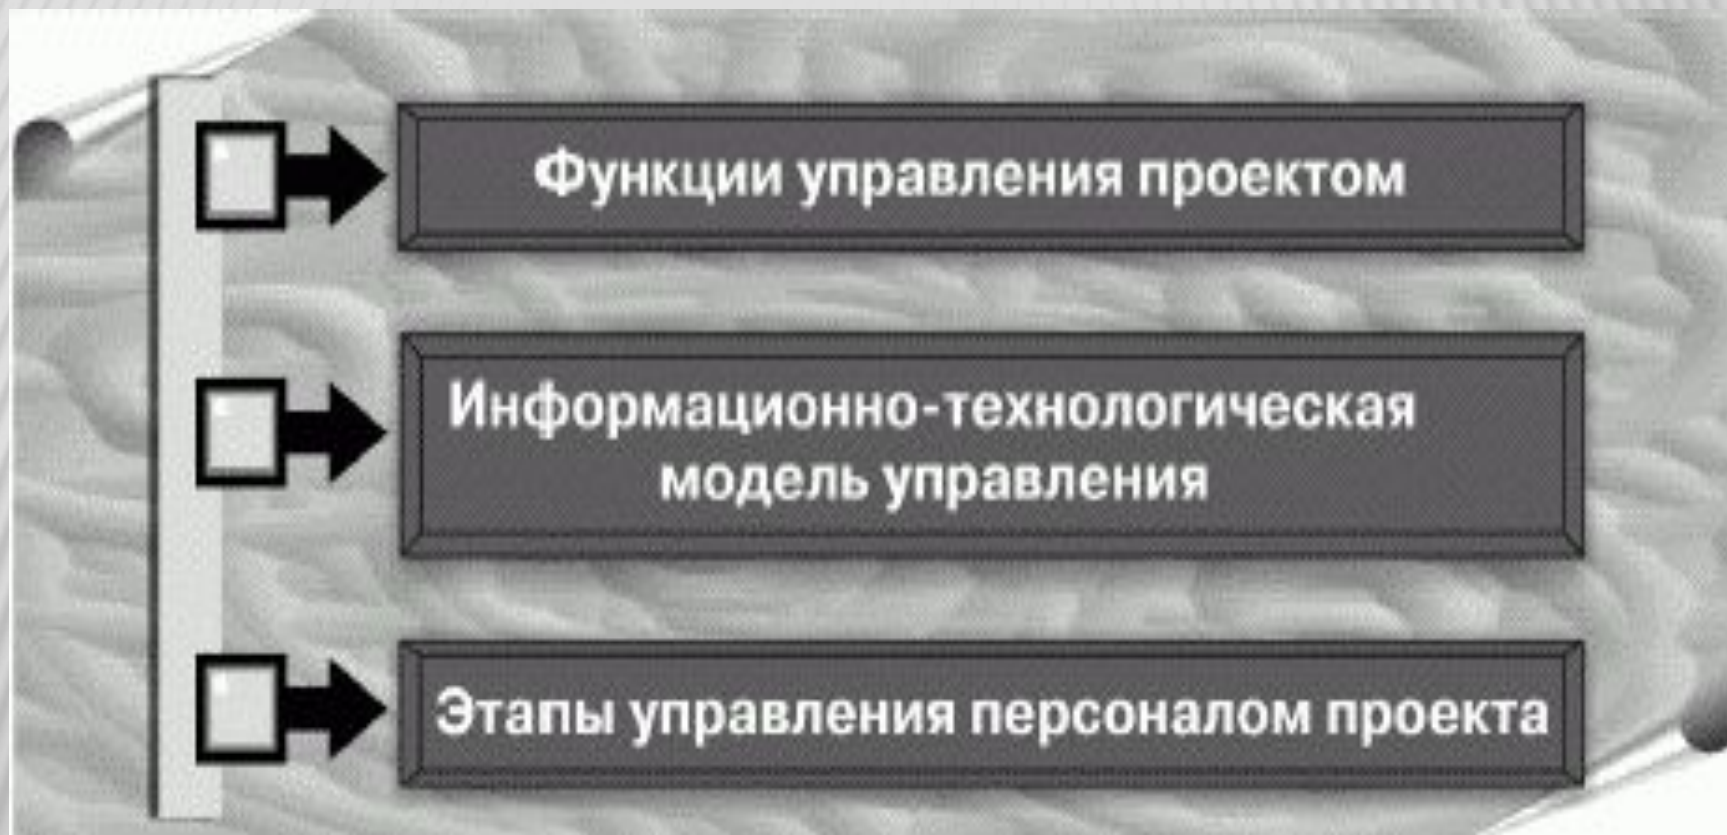 Функции управления проектом
Информационно-технологическая
модель управления
Этапы управления персоналом проекта